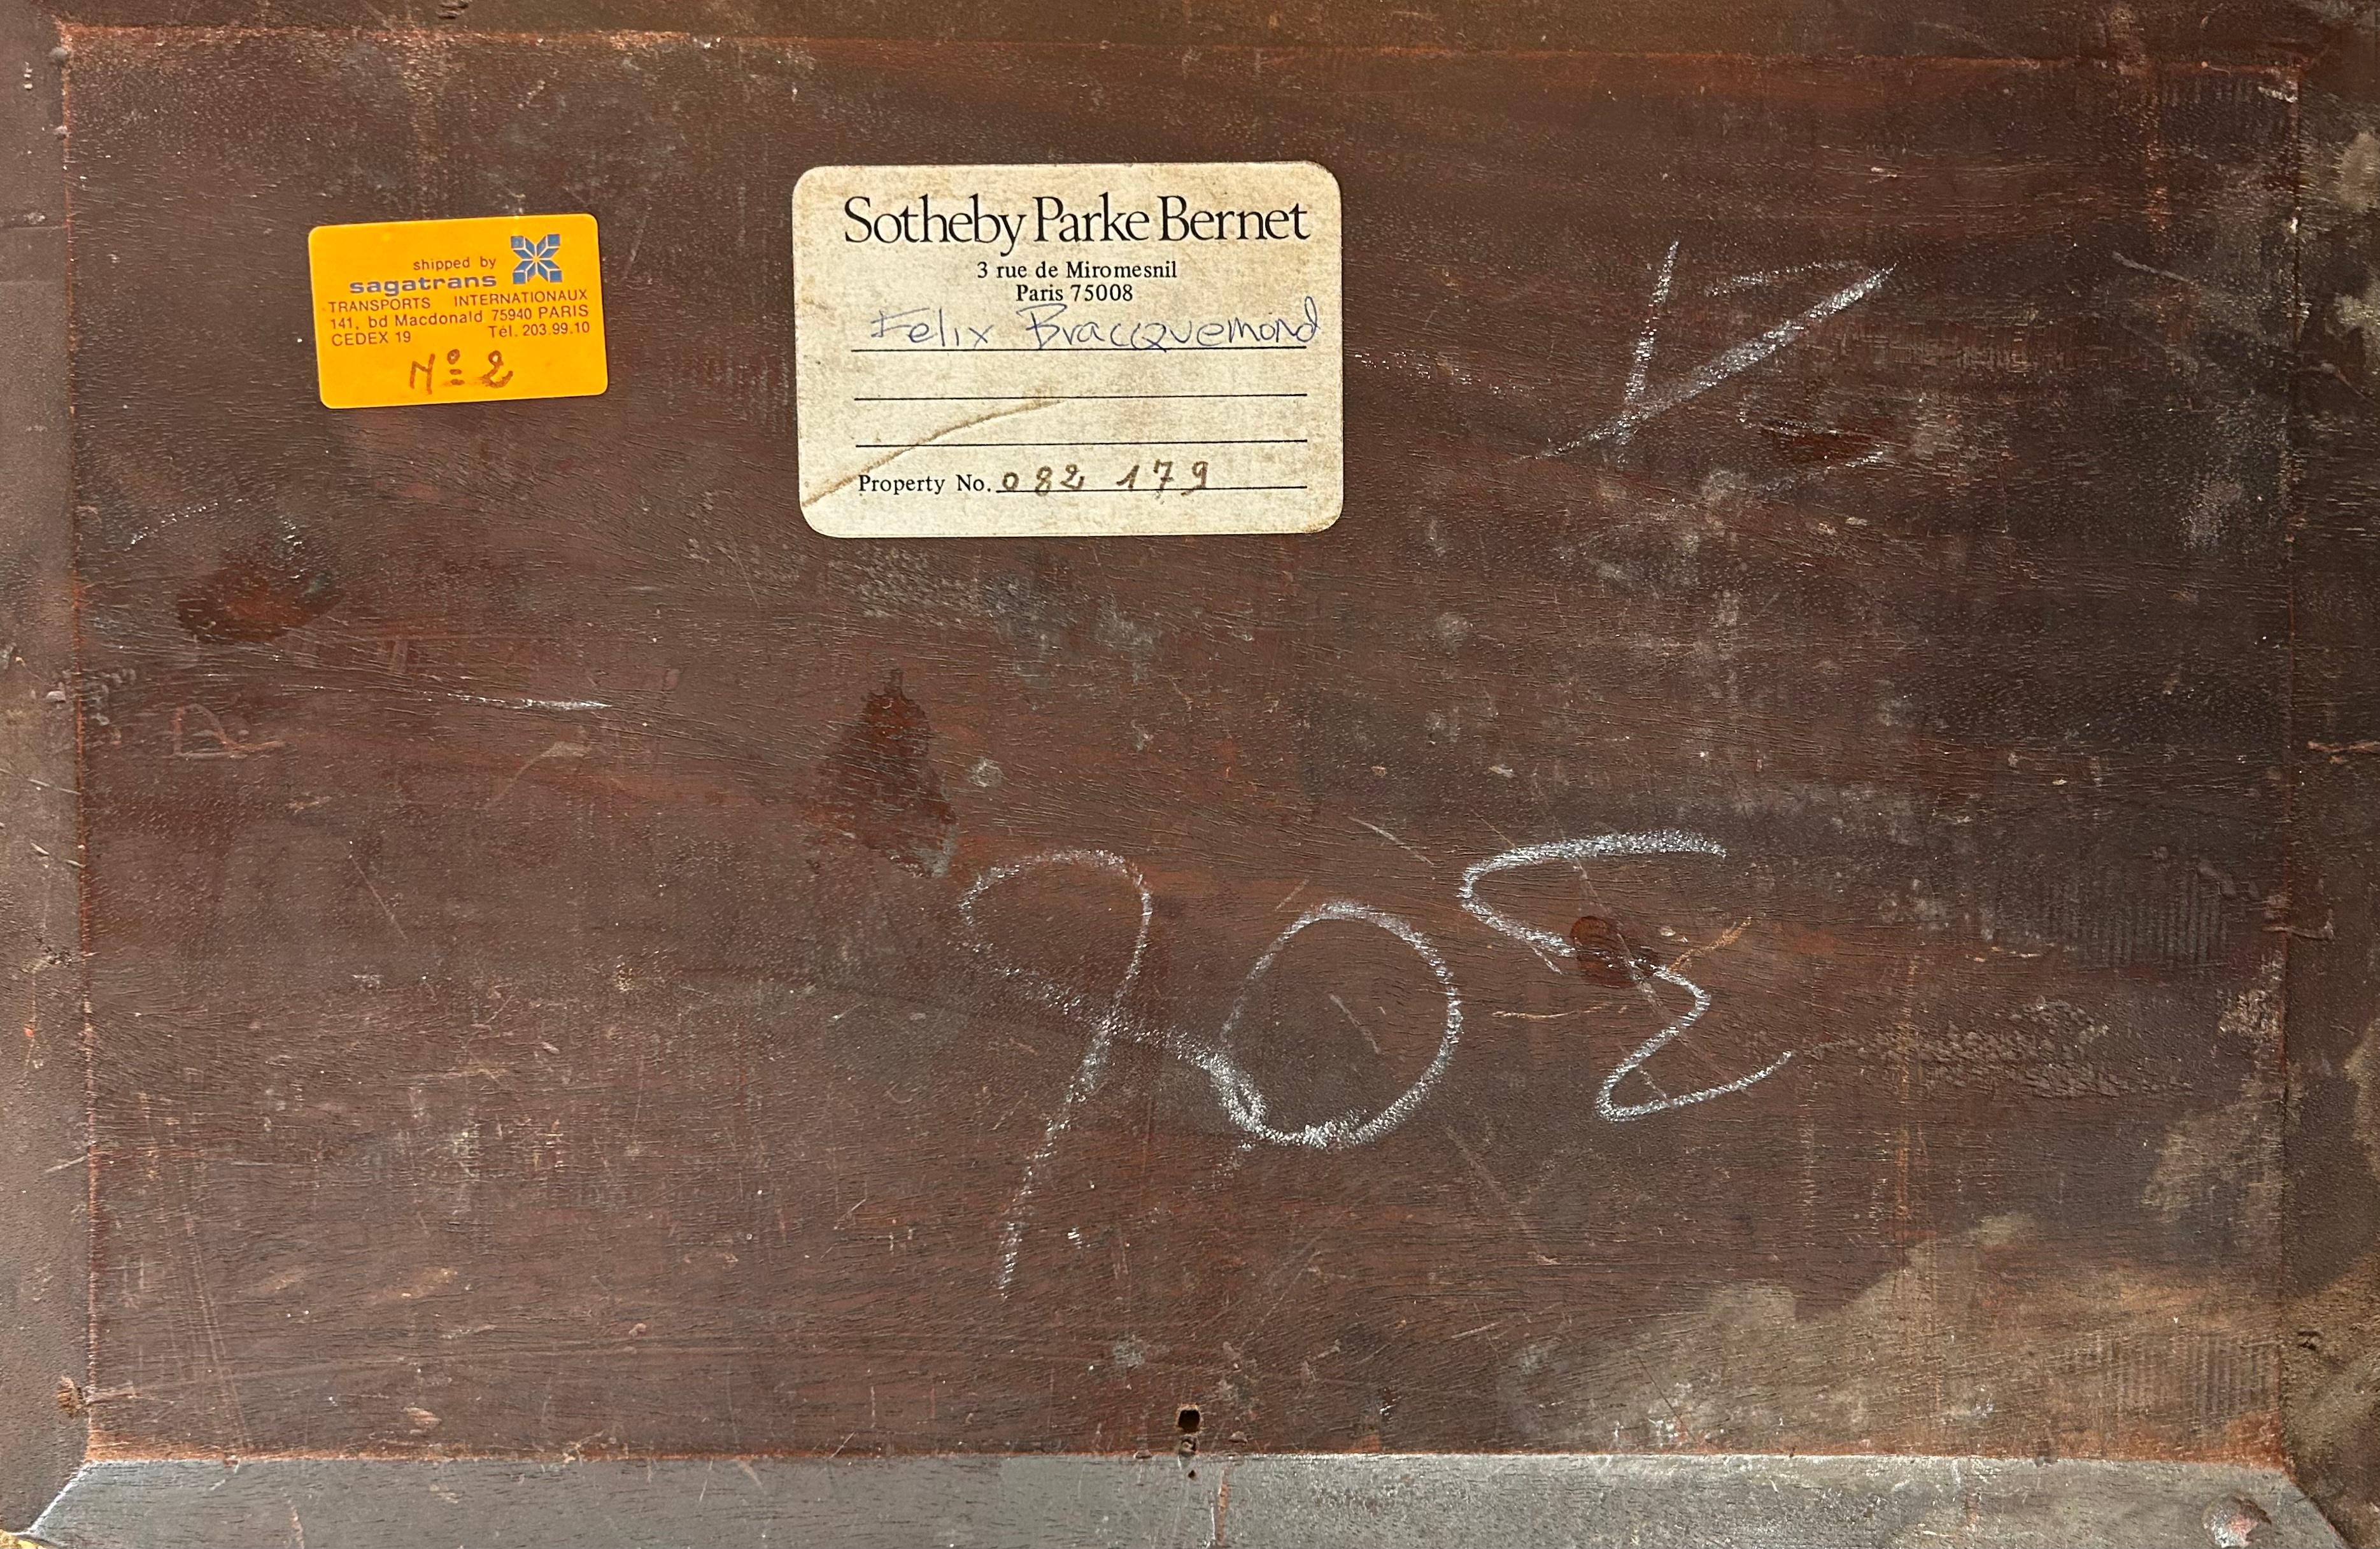 shipped by
sagatrans
TRANSPORTS INTERNATIONAUX
141, bd Macdonald 75940 PARIS
CEDEX 19 Tél. 203.99.10
Nº 2
Sotheby Parke Bernet
3 rue de Miromesnil
Paris 75008
Felix Bracquemond
Property No. 082 179